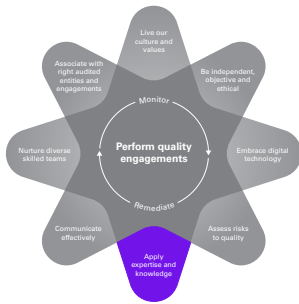 Live our
culture and
values
Be independent,
objective and
ethical
Embrace digital
technology
Assess risks
to quality
Apply
expertise and
knowledge
Communicate
effectively
Nurture diverse
skilled teams
Associate with
right audited
entities and
engagements
Monitor
Perform quality
engagements
Remediate